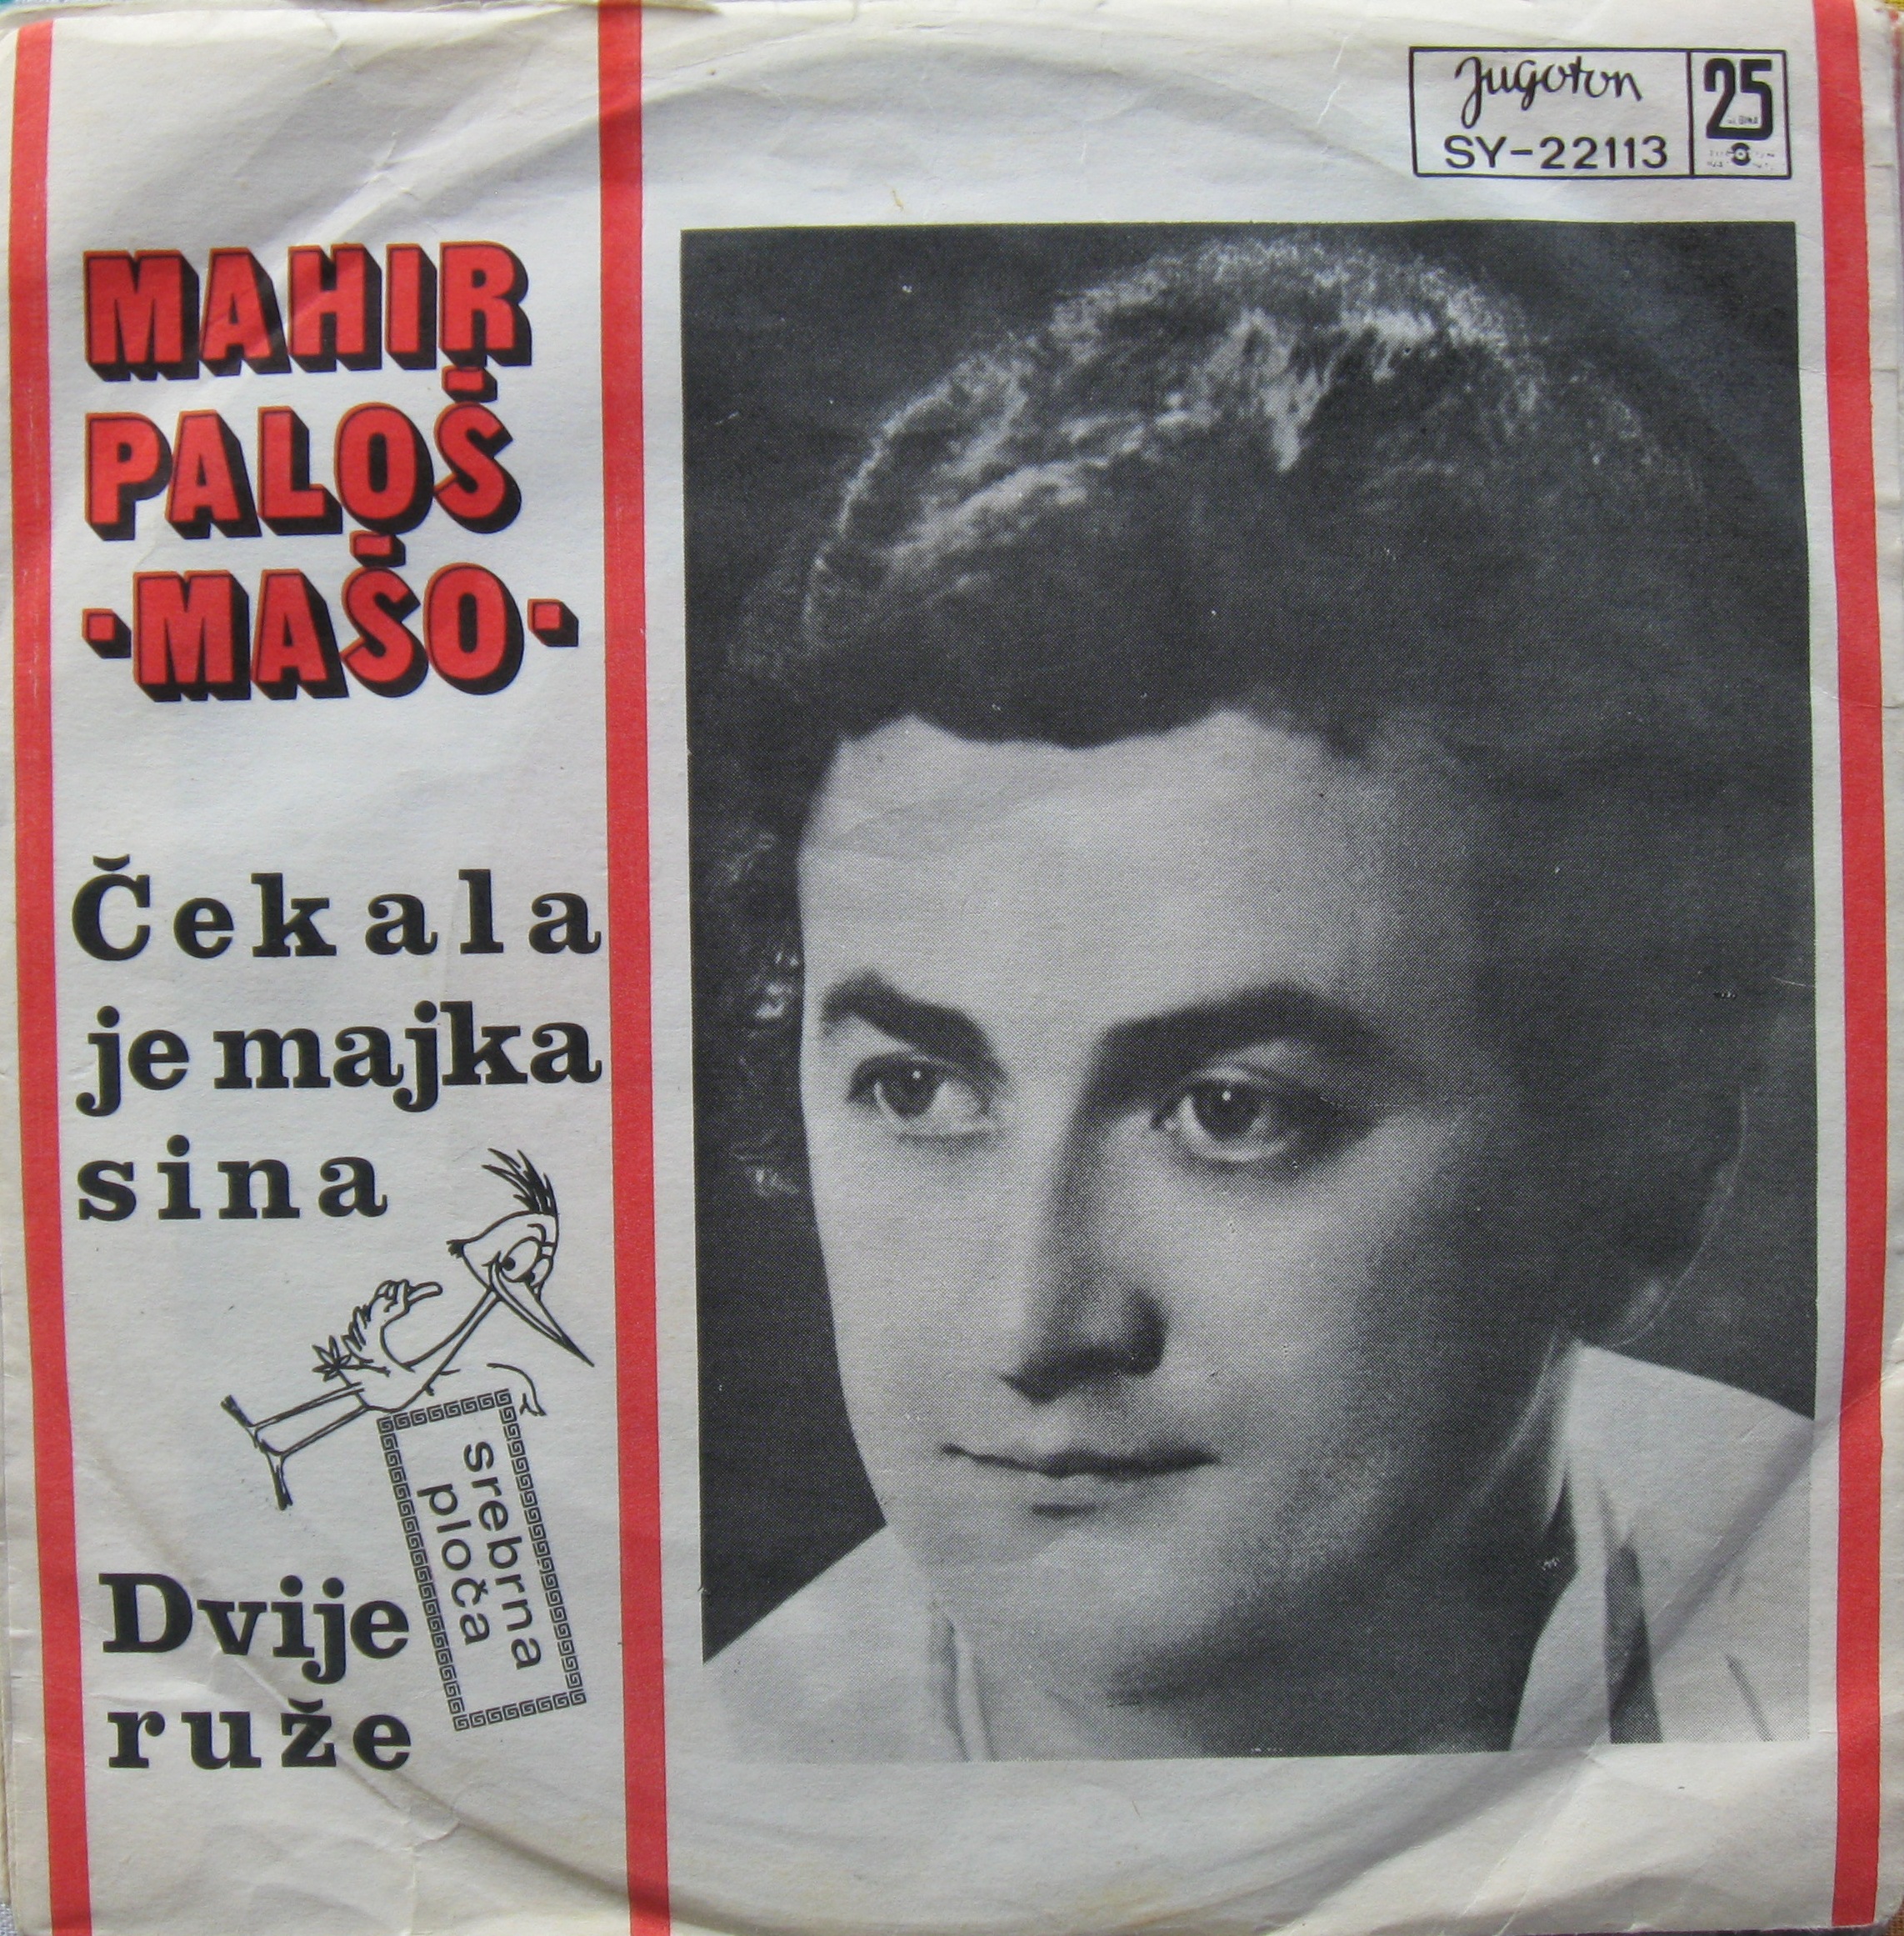 Jugoton
SY-22113
25
MAHIR
PALOŠ
·MAŠO·
Čekala
je majka
sina
srebrna
ploča
Dvije
ruže